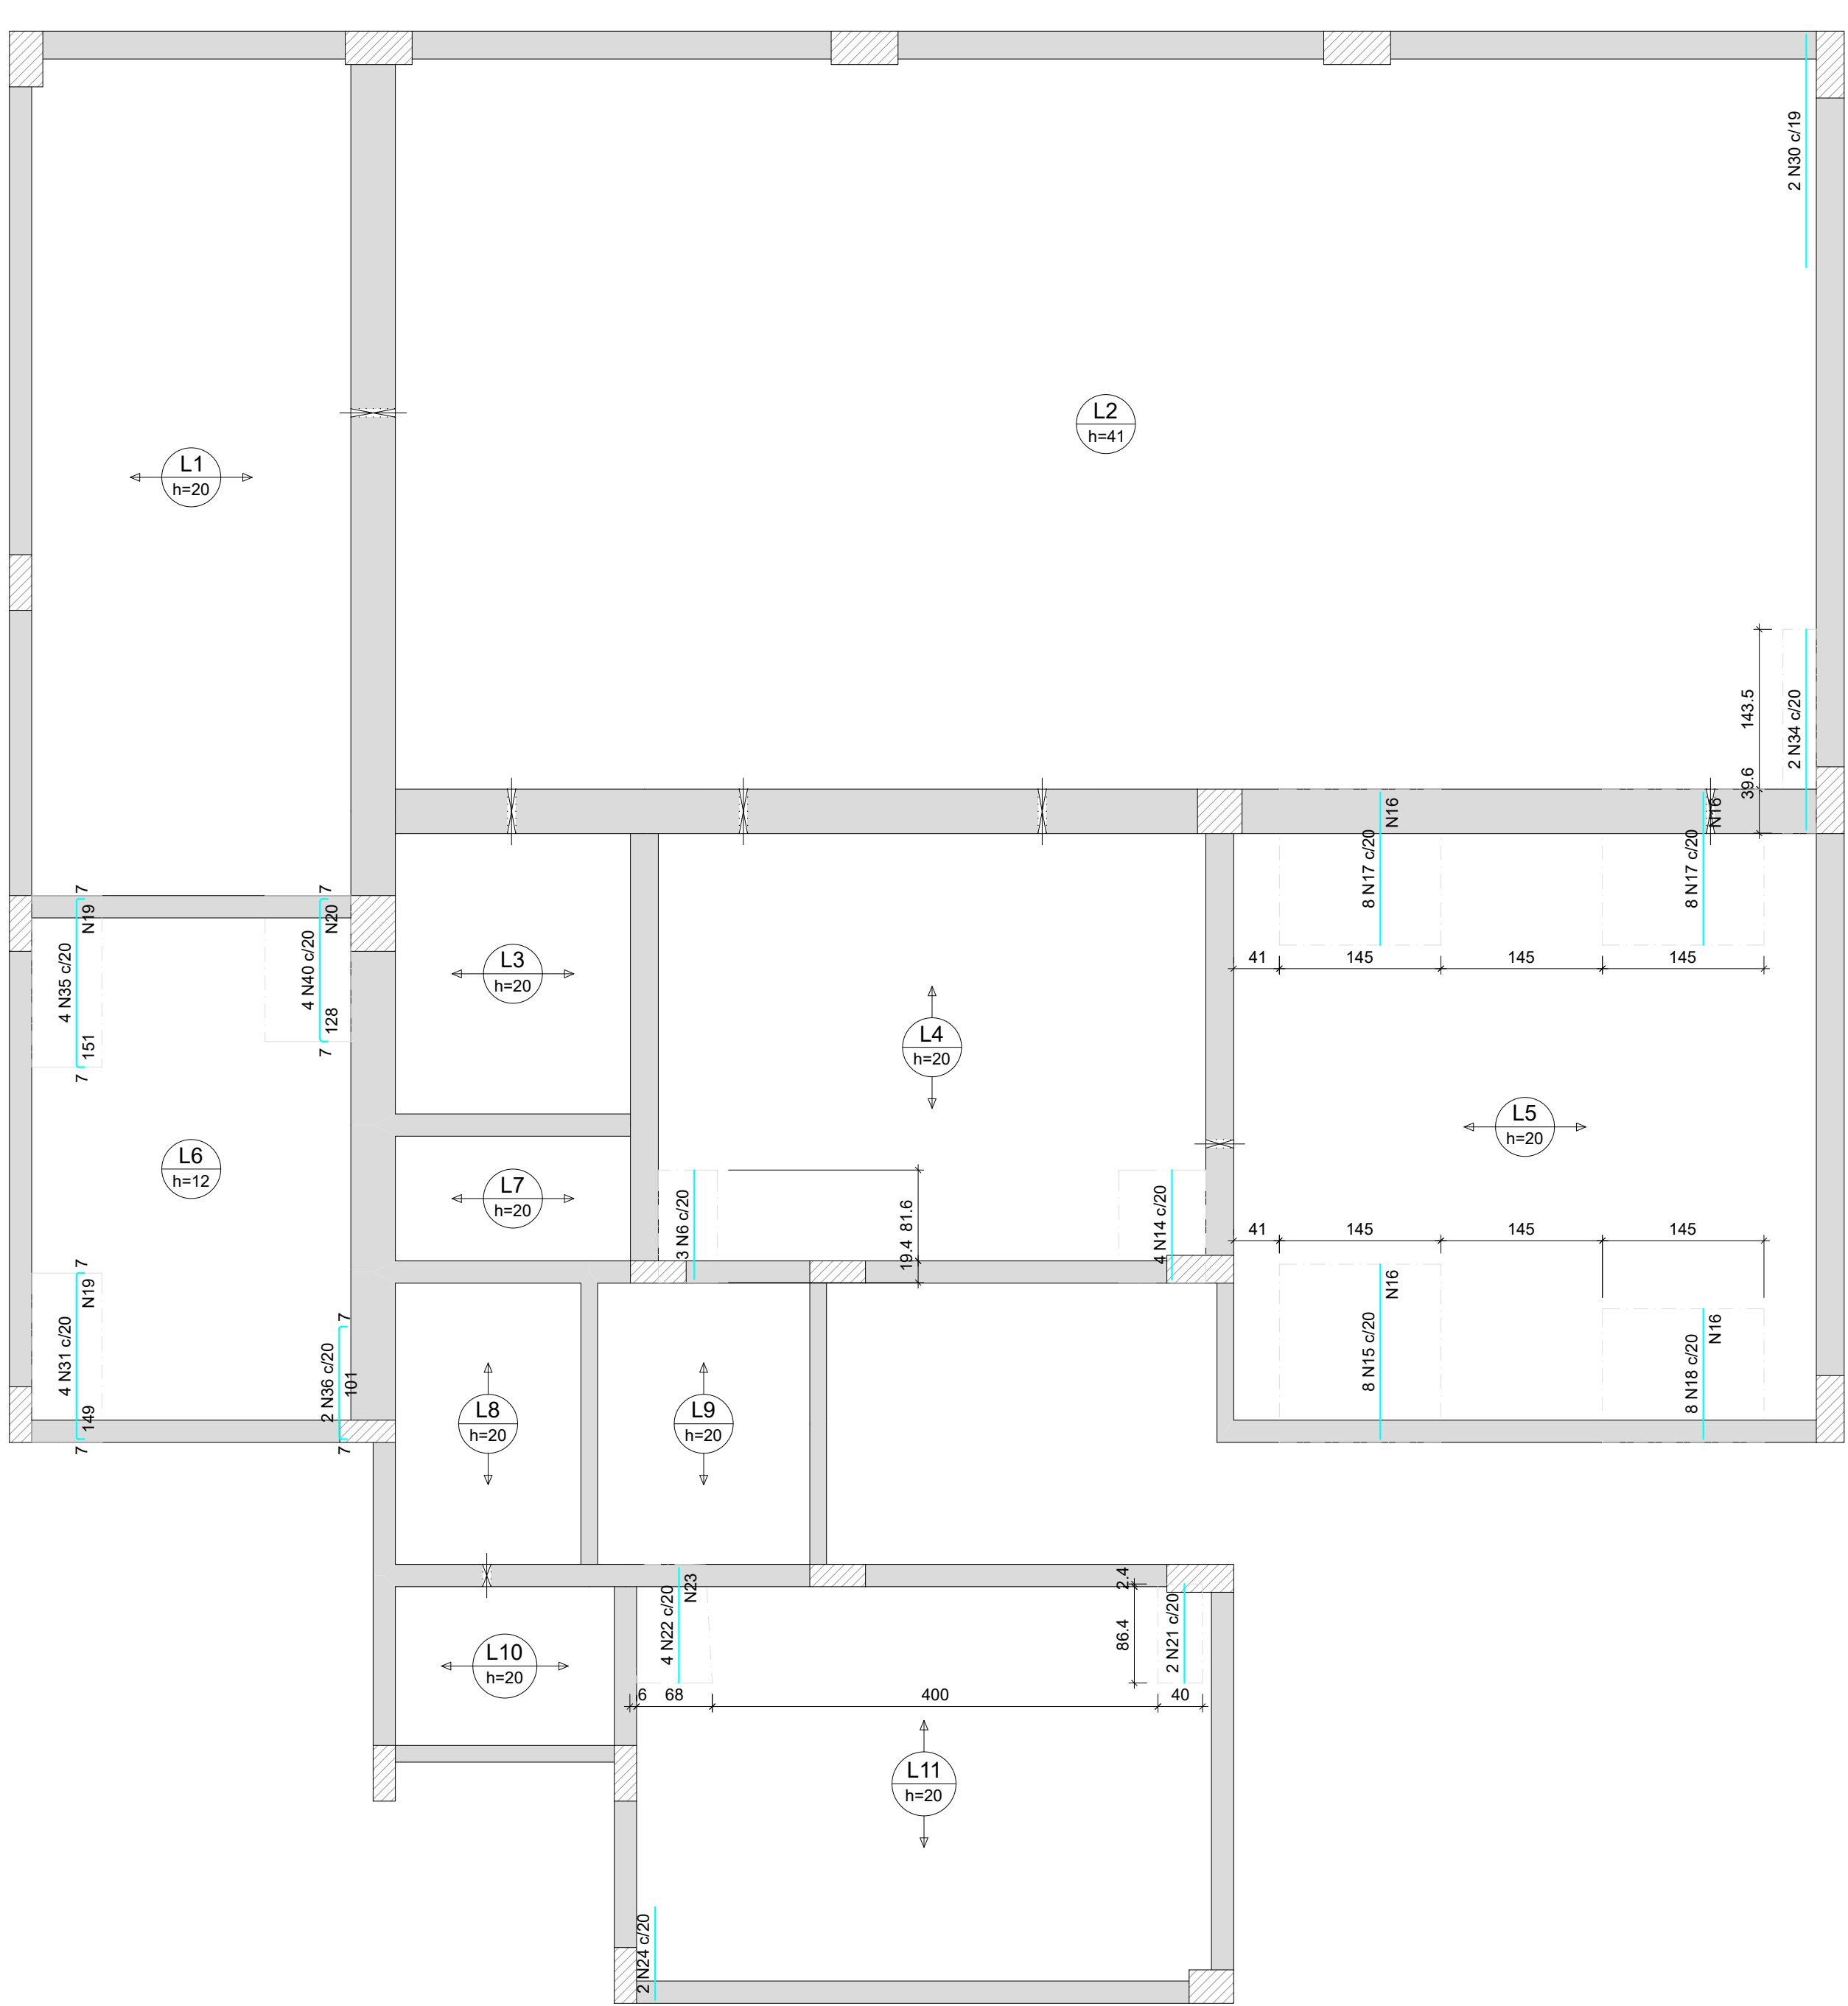 2 N30 c/19
L2
h=41
L1
h=20
143.5
2 N34 c/20
39.6
N16
8 N17 c/20
N16
8 N17 c/20
7
N19
4 N35 c/20
151
7
7
N20
4 N40 c/20
128
7
L3
h=20
41
145
145
145
L4
h=20
L5
h=20
L6
h=12
L7
h=20
3 N6 c/20
81.6
19.4
4 N14 c/20
41
145
145
145
7
N19
4 N31 c/20
149
7
7
2 N36 c/20
101
7
N16
8 N15 c/20
N16
8 N18 c/20
L8
h=20
L9
h=20
N23
4 N22 c/20
2.4
86.4
2 N21 c/20
L10
h=20
6
68
400
40
L11
h=20
2 N24 c/20